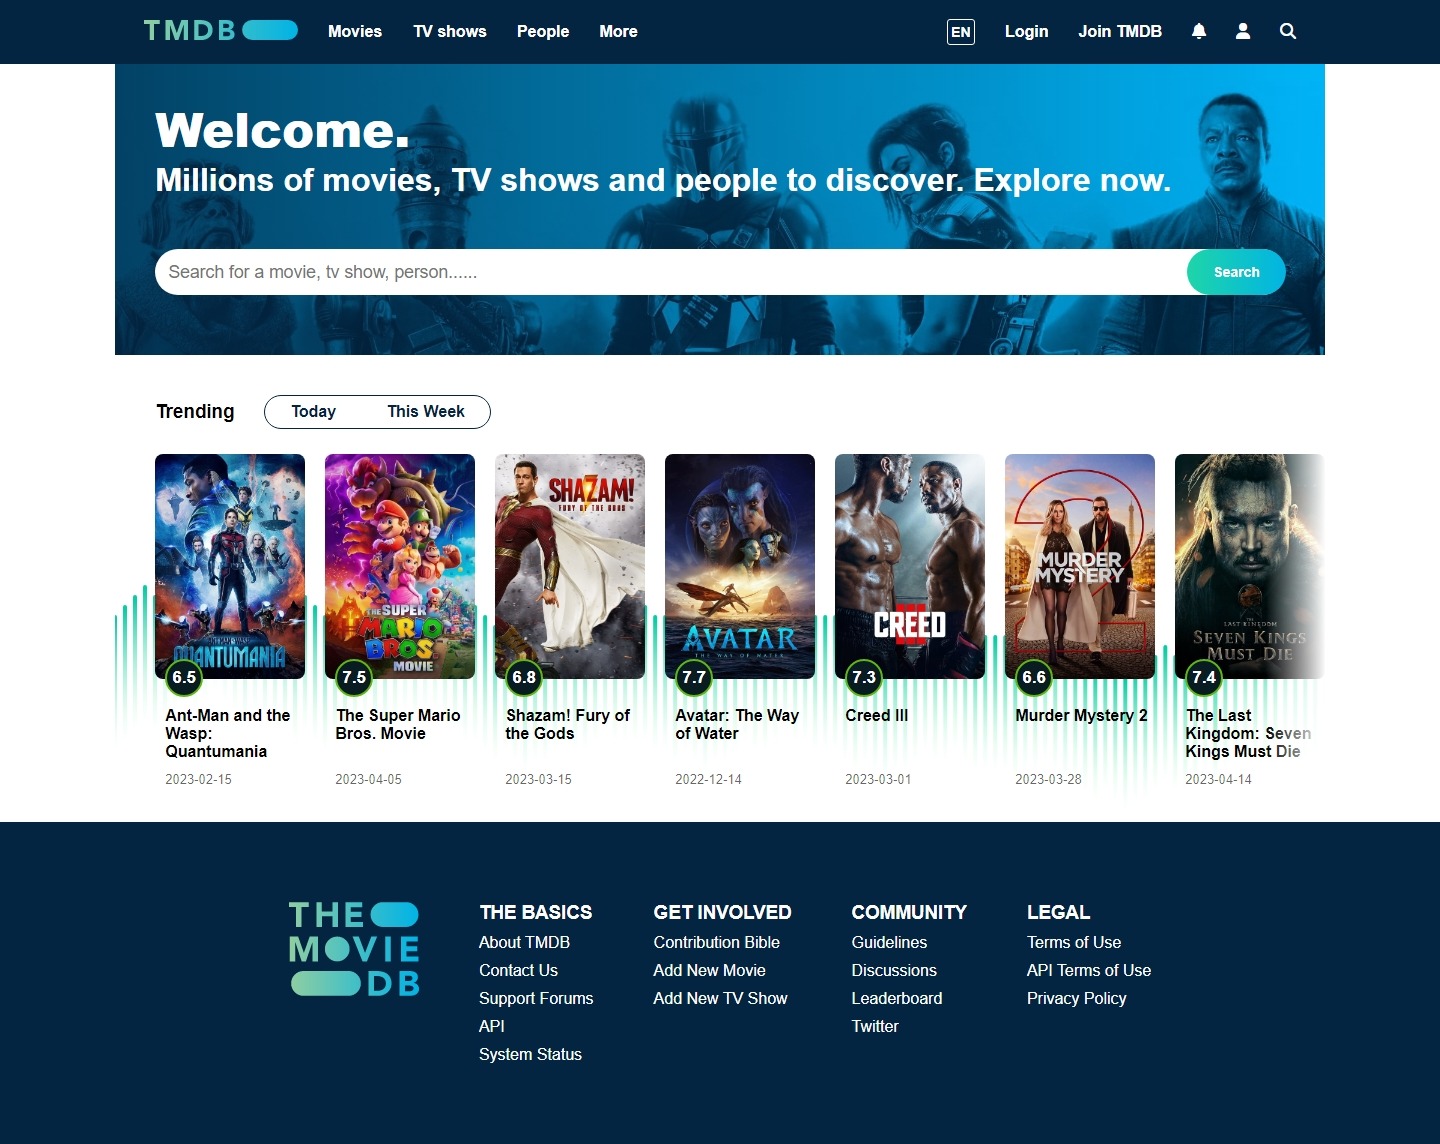 TMDB
Movies TV shows People More
EN Login Join TMDB
Welcome.
Millions of movies, TV shows and people to discover. Explore now.
Search for a movie, tv show, person......
Search
Trending
Today This Week
ANT-MAN AND THE WASP
QUANTUMANIA
THE SUPER
MARIO
BROS.
MOVIE
SHAZAM!
FURY OF THE GODS
AVATAR
THE WAY OF WATER
CREED
III
MURDER
MYSTERY
2
THE
LAST KINGDOM
SEVEN KINGS
MUST DIE
6.5 7.5 6.8 7.7 7.3 6.6 7.4
Ant-Man and the
Wasp:
Quantumania
2023-02-15
The Super Mario
Bros. Movie
2023-04-05
Shazam! Fury of
the Gods
2023-03-15
Avatar: The Way
of Water
2022-12-14
Creed III
2023-03-01
Murder Mystery 2
2023-03-28
The Last
Kingdom: Seven
Kings Must Die
2023-04-14
THE
MOVIE
DB
THE BASICS
About TMDB
Contact Us
Support Forums
API
System Status
GET INVOLVED
Contribution Bible
Add New Movie
Add New TV Show
COMMUNITY
Guidelines
Discussions
Leaderboard
Twitter
LEGAL
Terms of Use
API Terms of Use
Privacy Policy